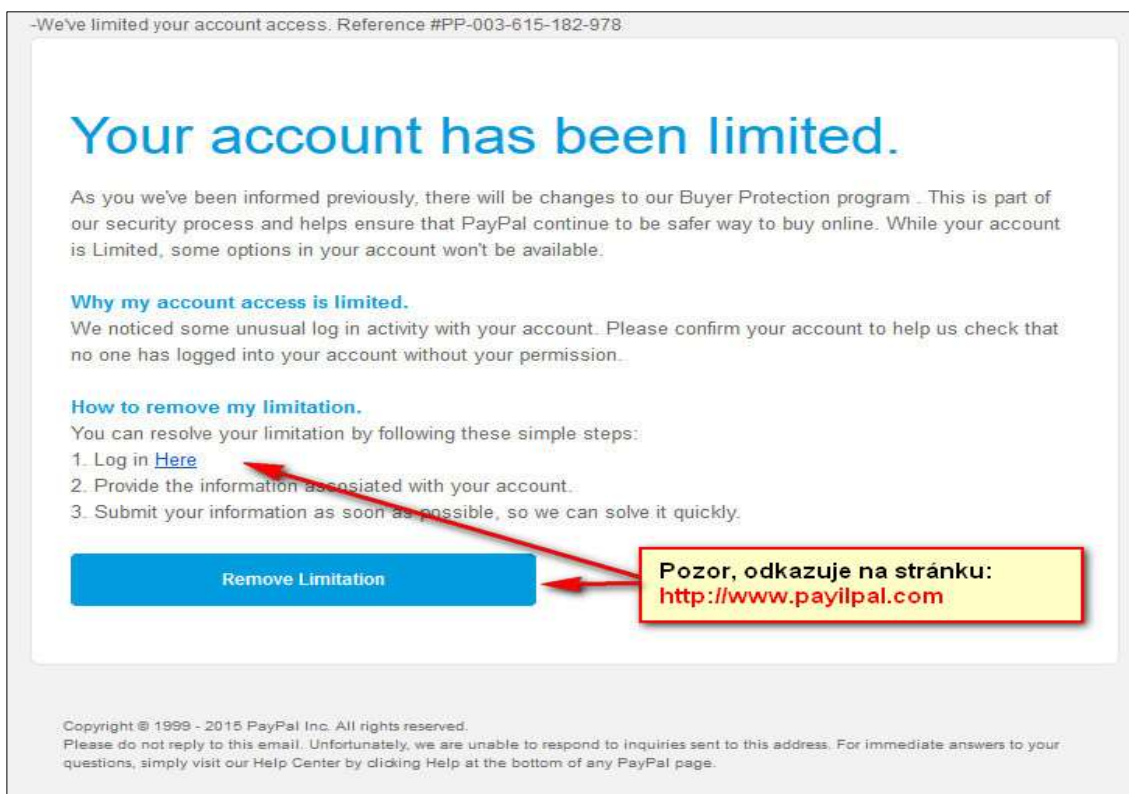 -We've limited your account access. Reference #PP-003-615-182-978
Your account has been limited.
As you we've been informed previously, there will be changes to our Buyer Protection program . This is part of
our security process and helps ensure that PayPal continue to be safer way to buy online. While your account
is Limited, some options in your account won't be available.
Why my account access is limited.
We noticed some unusual log in activity with your account. Please confirm your account to help us check that
no one has logged into your account without your permission.
How to remove my limitation.
You can resolve your limitation by following these simple steps:
1. Log in Here
2. Provide the information assosiated with your account.
3. Submit your information as soon as possible, so we can solve it quickly.
Remove Limitation
Pozor, odkazuje na stránku:
http://www.payilpal.com
Copyright © 1999 - 2015 PayPal Inc. All rights reserved.
Please do not reply to this email. Unfortunately, we are unable to respond to inquiries sent to this address. For immediate answers to your
questions, simply visit our Help Center by clicking Help at the bottom of any PayPal page.